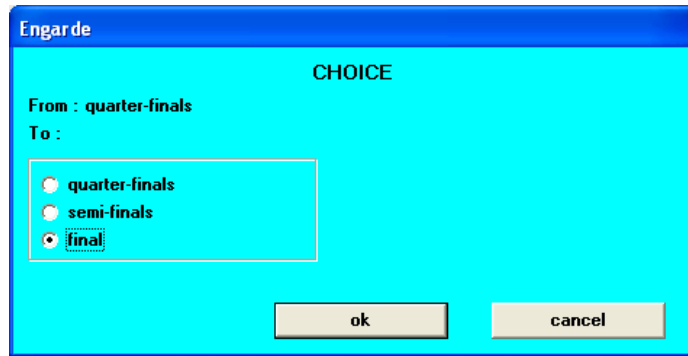 Engarde
CHOICE
From : quarter-finals
To :
quarter-finals
semi-finals
final
ok
cancel